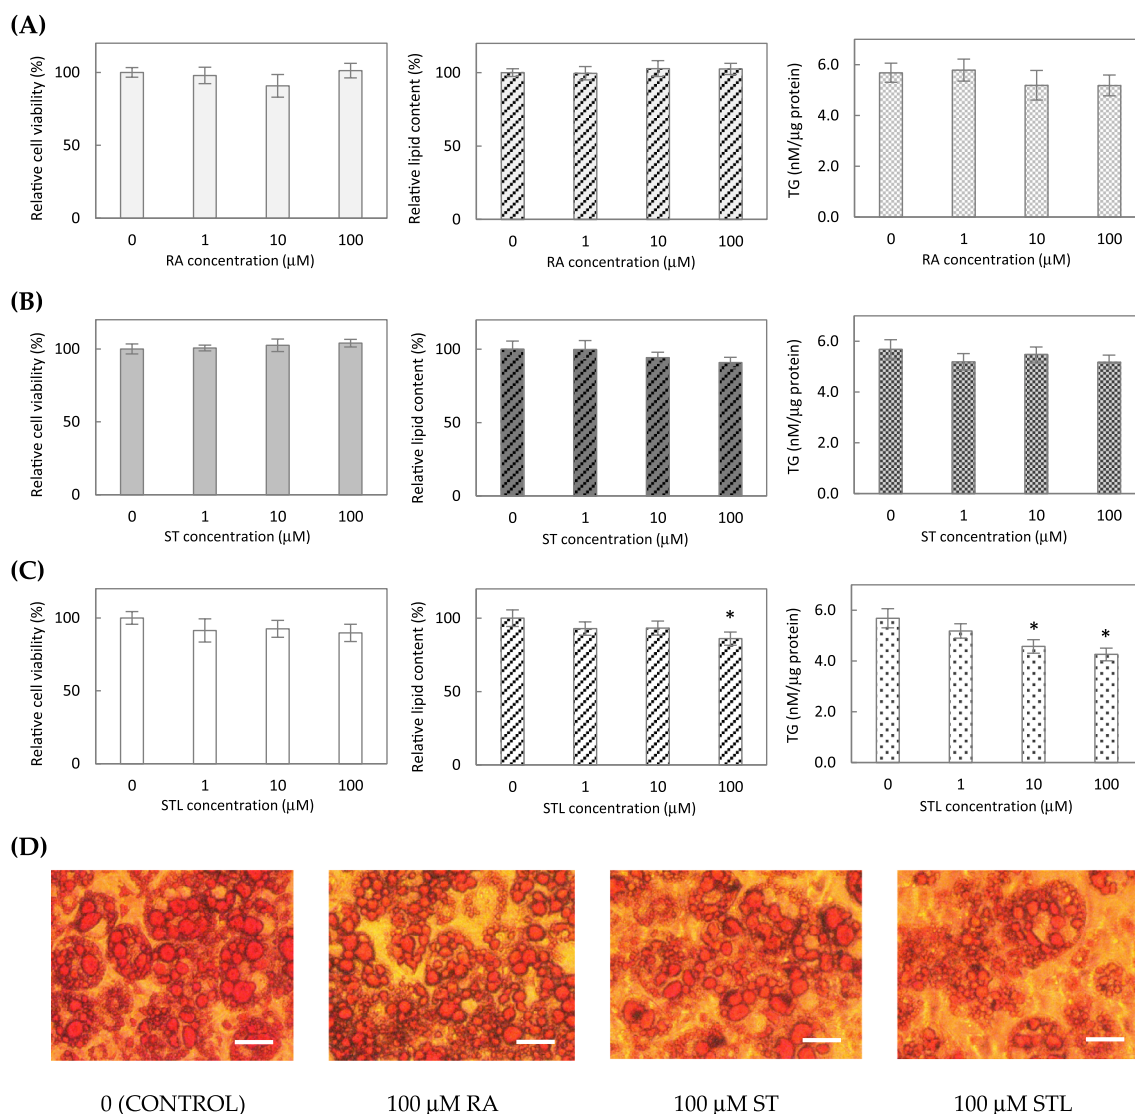 (A)
Relative cell viability (%)
100
50
0
0 1 10 100
RA concentration (µM)
Relative lipid content (%)
100
50
0
0 1 10 100
RA concentration (µM)
TG (nM/µg protein)
6.0
4.0
2.0
0.0
0 1 10 100
RA concentration (µM)
(B)
Relative cell viability (%)
100
50
0
0 1 10 100
ST concentration (µM)
Relative lipid content (%)
100
50
0
0 1 10 100
ST concentration (µM)
TG (nM/µg protein)
6.0
4.0
2.0
0.0
0 1 10 100
ST concentration (µM)
(C)
Relative cell viability (%)
100
50
0
0 1 10 100
STL concentration (µM)
Relative lipid content (%)
100
50
0
*
0 1 10 100
STL concentration (µM)
TG (nM/µg protein)
6.0
4.0
2.0
0.0
* *
0 1 10 100
STL concentration (µM)
(D)
0 (CONTROL)
100 µM RA
100 µM ST
100 µM STL